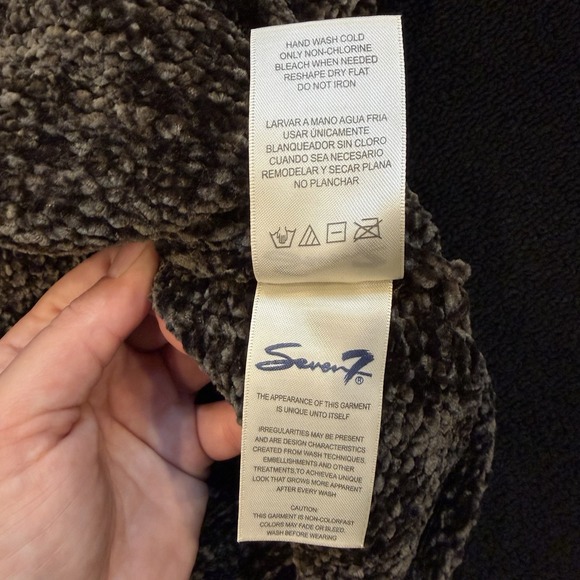 HAND WASH COLD
ONLY NON-CHLORINE
BLEACH WHEN NEEDED
RESHAPE DRY FLAT
DO NOT IRON
LARVAR A MANO AGUA FRIA
USAR ÚNICAMENTE
BLANQUEADOR SIN CLORO
CUANDO SEA NECESARIO
REMODELAR Y SECAR PLANA
NO PLANCHAR
Seven7®
THE APPEARANCE OF THIS GARMENT
IS UNIQUE UNTO ITSELF
IRREGULARITIES MAY BE PRESENT
AND ARE DESIGN CHARACTERISTICS
CREATED FROM WASH TECHNIQUES,
EMBELLISHMENTS AND OTHER
TREATMENTS,TO ACHIEVEA UNIQUE
LOOK THAT GROWS MORE APPARENT
AFTER EVERY WASH
CAUTION:
THIS GARMENT IS NON-COLORFAST
COLORS MAY FADE OR BLEED.
WASH BEFORE WEARING